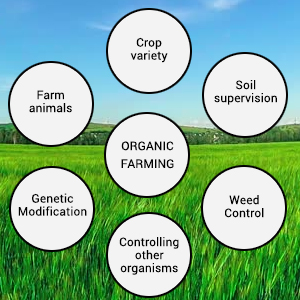 Crop
variety
Farm
animals
Soil
supervision
ORGANIC
FARMING
Genetic
Modification
Weed
Control
Controlling
other
organisms